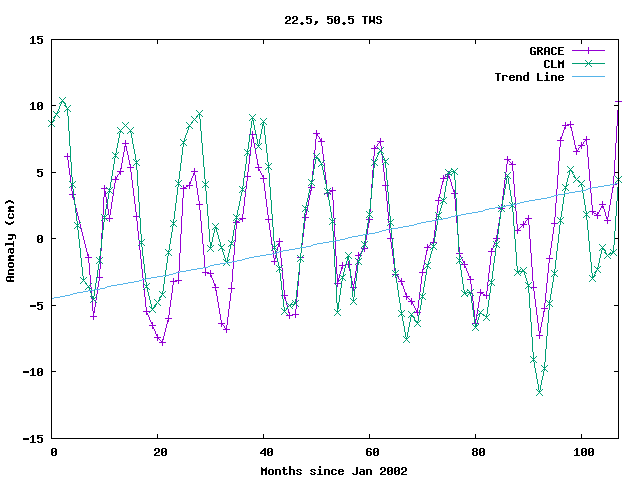 22.5, 50.5 TWS
GRACE
CLM
Trend Line
15
10
5
0
-5
-10
-15
Anomaly (cm)
0 20 40 60 80 100
Months since Jan 2002